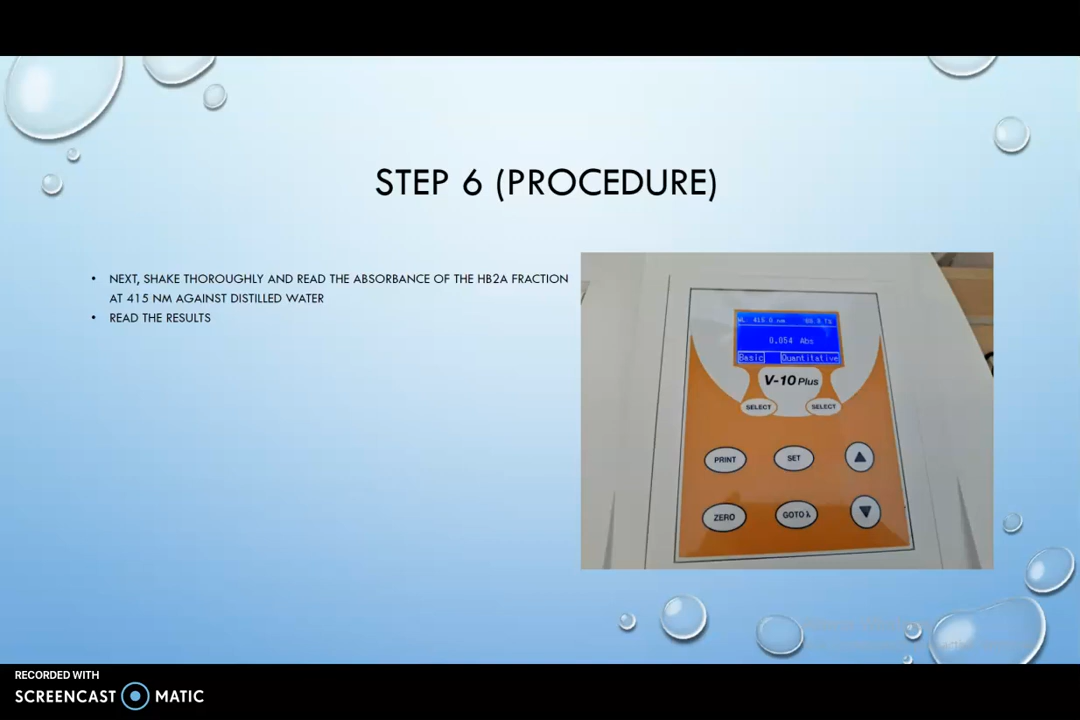 STEP 6 (PROCEDURE)
• NEXT, SHAKE THOROUGHLY AND READ THE ABSORBANCE OF THE HB2A FRACTION
AT 415 NM AGAINST DISTILLED WATER
• READ THE RESULTS
WL 415.0 nm
0.054 Abs
Basic Quantitative
V-10 Plus
SELECT SELECT
PRINT SET
ZERO GOTO λ
RECORDED WITH
SCREENCAST MATIC